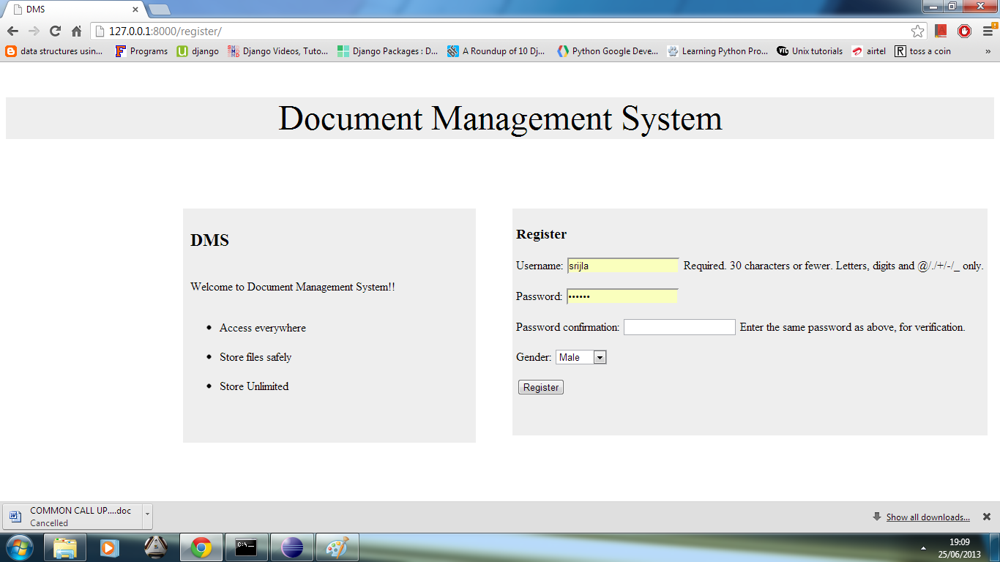 DMS
127.0.0.1:8000/register/
data structures usin... Programs django Django Videos, Tuto... Django Packages : D... A Roundup of 10 Dj... Python Google Deve... Learning Python Pro... Unix tutorials airtel toss a coin »
Document Management System
DMS
Welcome to Document Management System!!
• Access everywhere
• Store files safely
• Store Unlimited
Register
Username: srijla Required. 30 characters or fewer. Letters, digits and @/./+/-/_ only.
Password: ••••••
Password confirmation: Enter the same password as above, for verification.
Gender: Male
Register
COMMON CALL UP....doc
Cancelled
Show all downloads...
19:09
25/06/2013